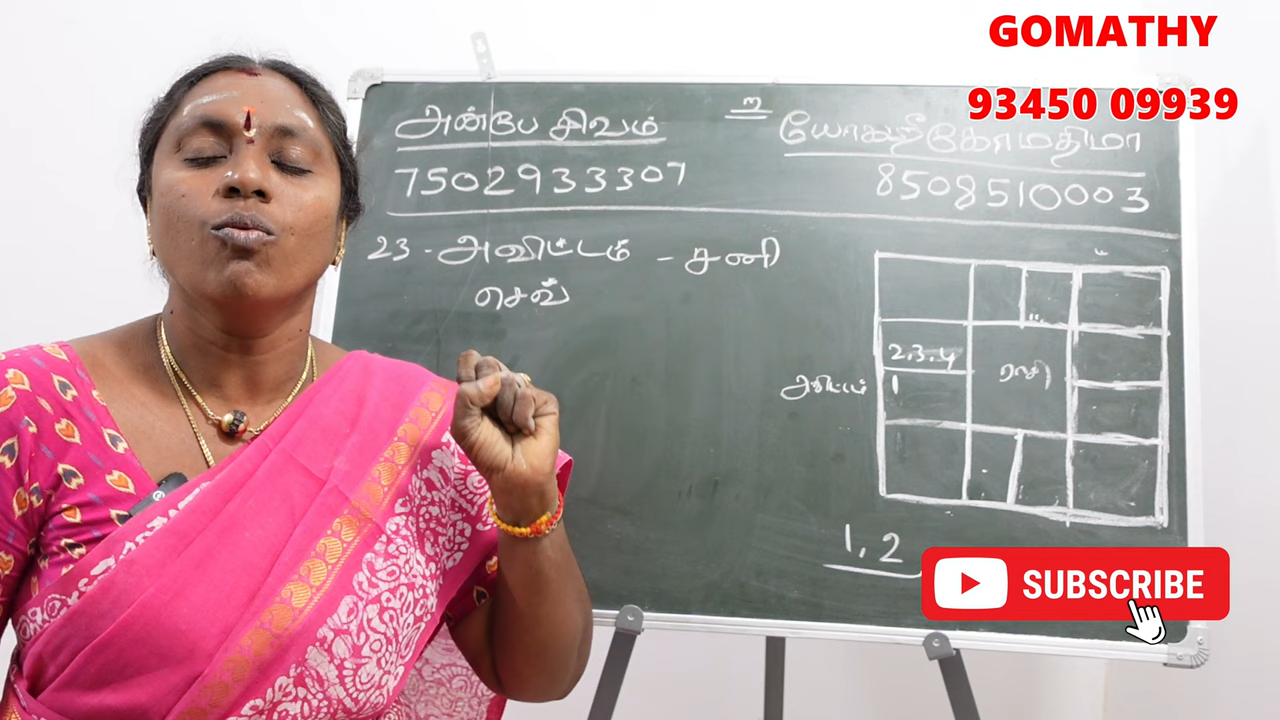 GOMATHY
93450 09939
உ
அன்பே சிவம்
யோகஸ்ரீகோமதிமா
7502933307
8508510003
23 - அவிட்டம் - சனி
செவ்
2.3.4
அவிட்டம் 1
ராசி
1, 2
SUBSCRIBE